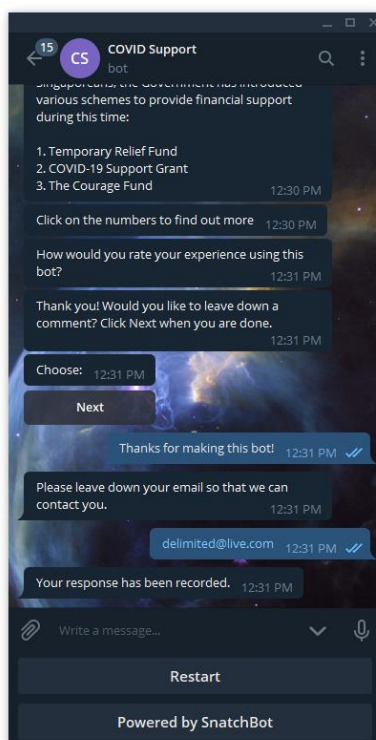 15
CS
COVID Support
bot
Singaporeans, the Government has introduced
various schemes to provide financial support
during this time:
1. Temporary Relief Fund
2. COVID-19 Support Grant
3. The Courage Fund
12:30 PM
Click on the numbers to find out more 12:30 PM
How would you rate your experience using this
bot?
12:31 PM
Thank you! Would you like to leave down a
comment? Click Next when you are done.
12:31 PM
Choose: 12:31 PM
Next
Thanks for making this bot! 12:31 PM
Please leave down your email so that we can
contact you.
12:31 PM
delimited@live.com 12:31 PM
Your response has been recorded. 12:31 PM
Write a message...
Restart
Powered by SnatchBot